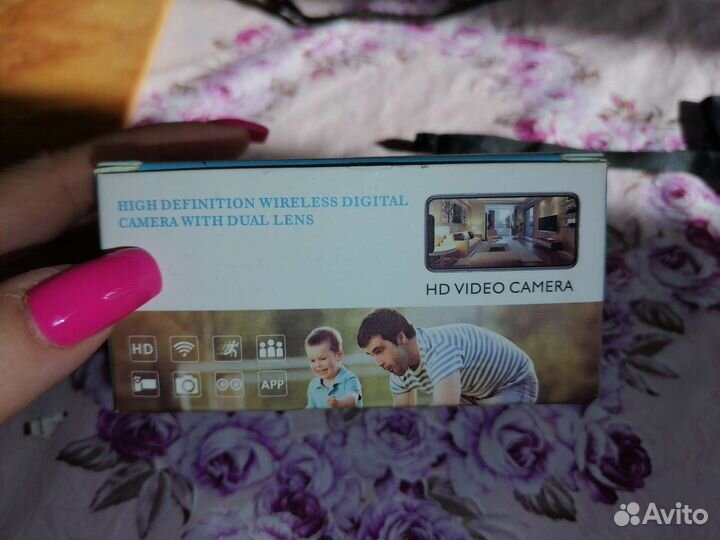 HIGH DEFINITION WIRELESS DIGITAL
CAMERA WITH DUAL LENS
HD VIDEO CAMERA
HD
APP
Avito